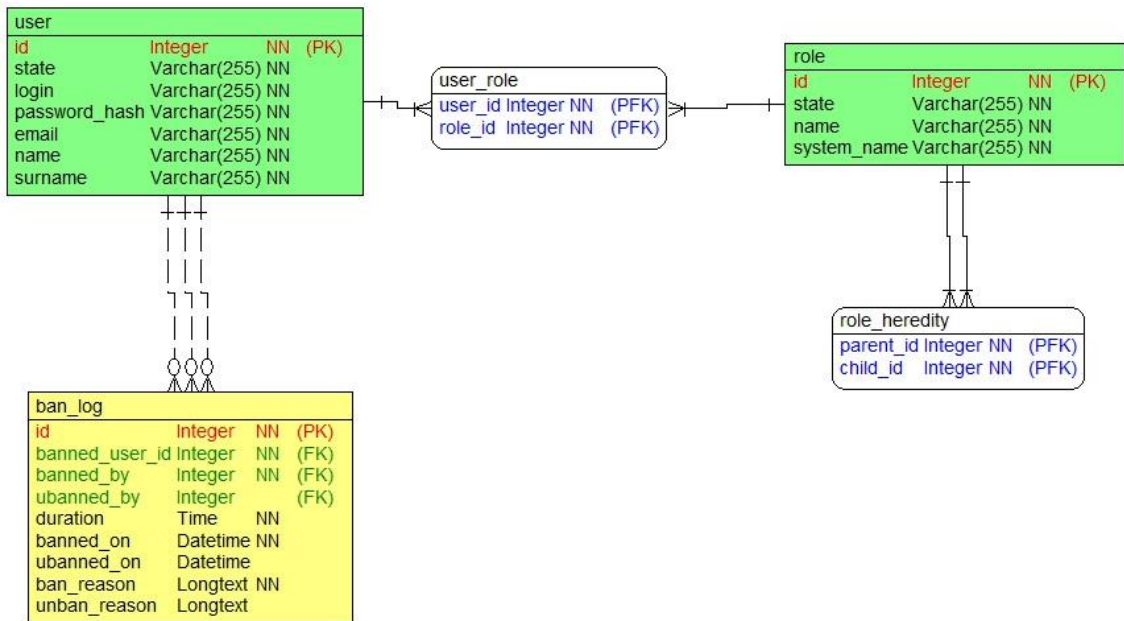 user
id Integer NN (PK)
state Varchar(255) NN
login Varchar(255) NN
password_hash Varchar(255) NN
email Varchar(255) NN
name Varchar(255) NN
surname Varchar(255) NN
user_role
user_id Integer NN (PFK)
role_id Integer NN (PFK)
role
id Integer NN (PK)
state Varchar(255) NN
name Varchar(255) NN
system_name Varchar(255) NN
role_heredity
parent_id Integer NN (PFK)
child_id Integer NN (PFK)
ban_log
id Integer NN (PK)
banned_user_id Integer NN (FK)
banned_by Integer NN (FK)
ubanned_by Integer (FK)
duration Time NN
banned_on Datetime NN
ubanned_on Datetime
ban_reason Longtext NN
unban_reason Longtext